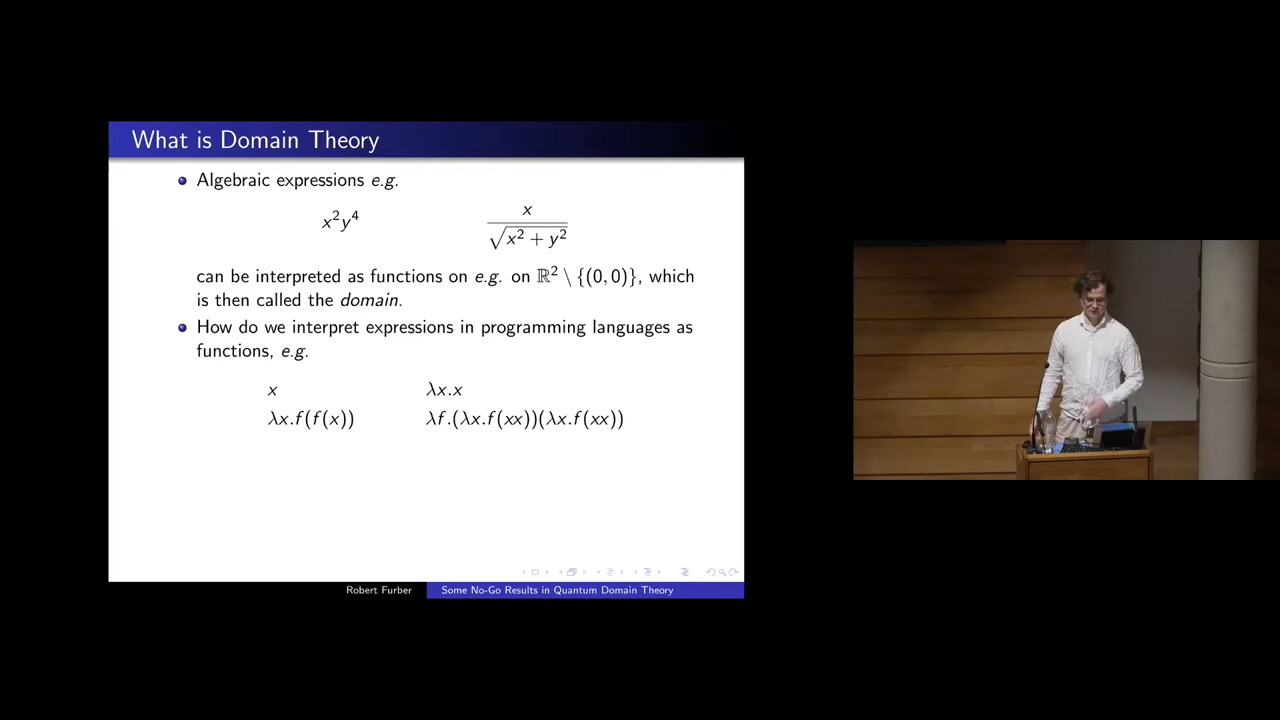 What is Domain Theory
Algebraic expressions e.g.
x²y⁴
x / √(x² + y²)
can be interpreted as functions on e.g. on ℝ² \ {(0, 0)}, which
is then called the domain.
How do we interpret expressions in programming languages as
functions, e.g.
x λx.x
λx.f(f(x)) λf.(λx.f(xx))(λx.f(xx))
Robert Furber Some No-Go Results in Quantum Domain Theory